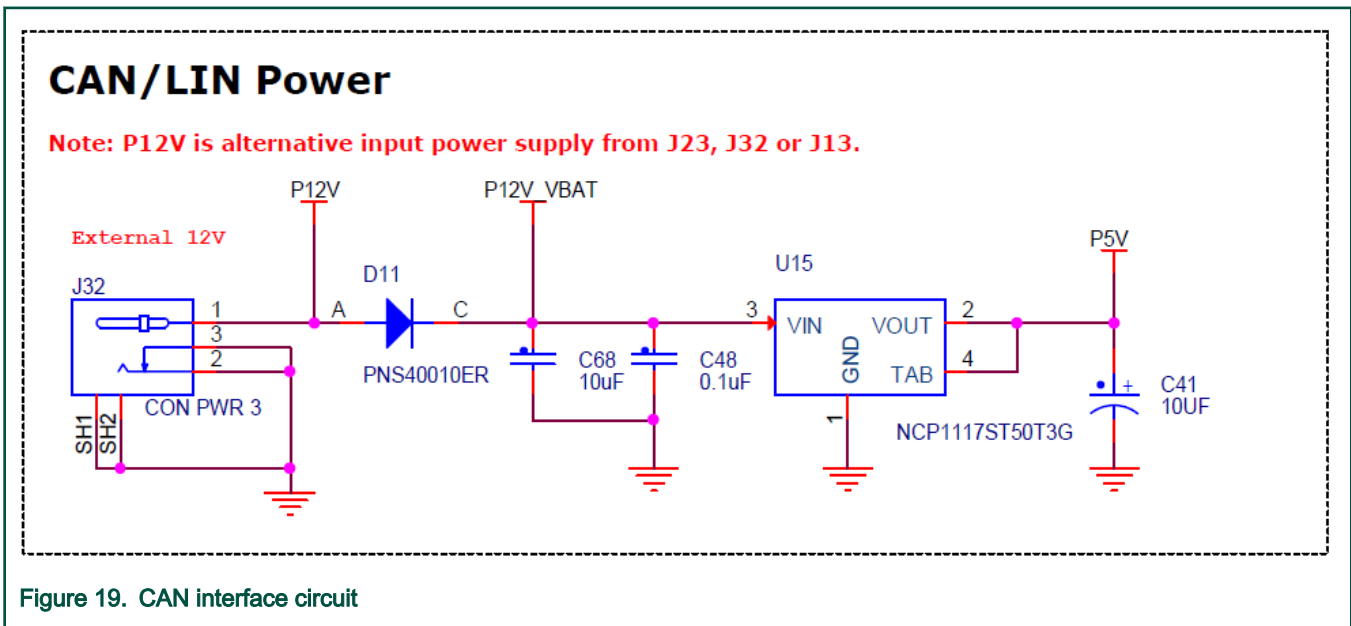 CAN/LIN Power
Note: P12V is alternative input power supply from J23, J32 or J13.
P12V
P12V_VBAT
External 12V
P5V
J32
D11
U15
1
A
C
3
VIN
VOUT
2
3
2
GND
TAB
4
PNS40010ER
C68
10uF
C48
0.1uF
C41
10UF
+
CON PWR 3
SH1
SH2
1
NCP1117ST50T3G
Figure 19. CAN interface circuit